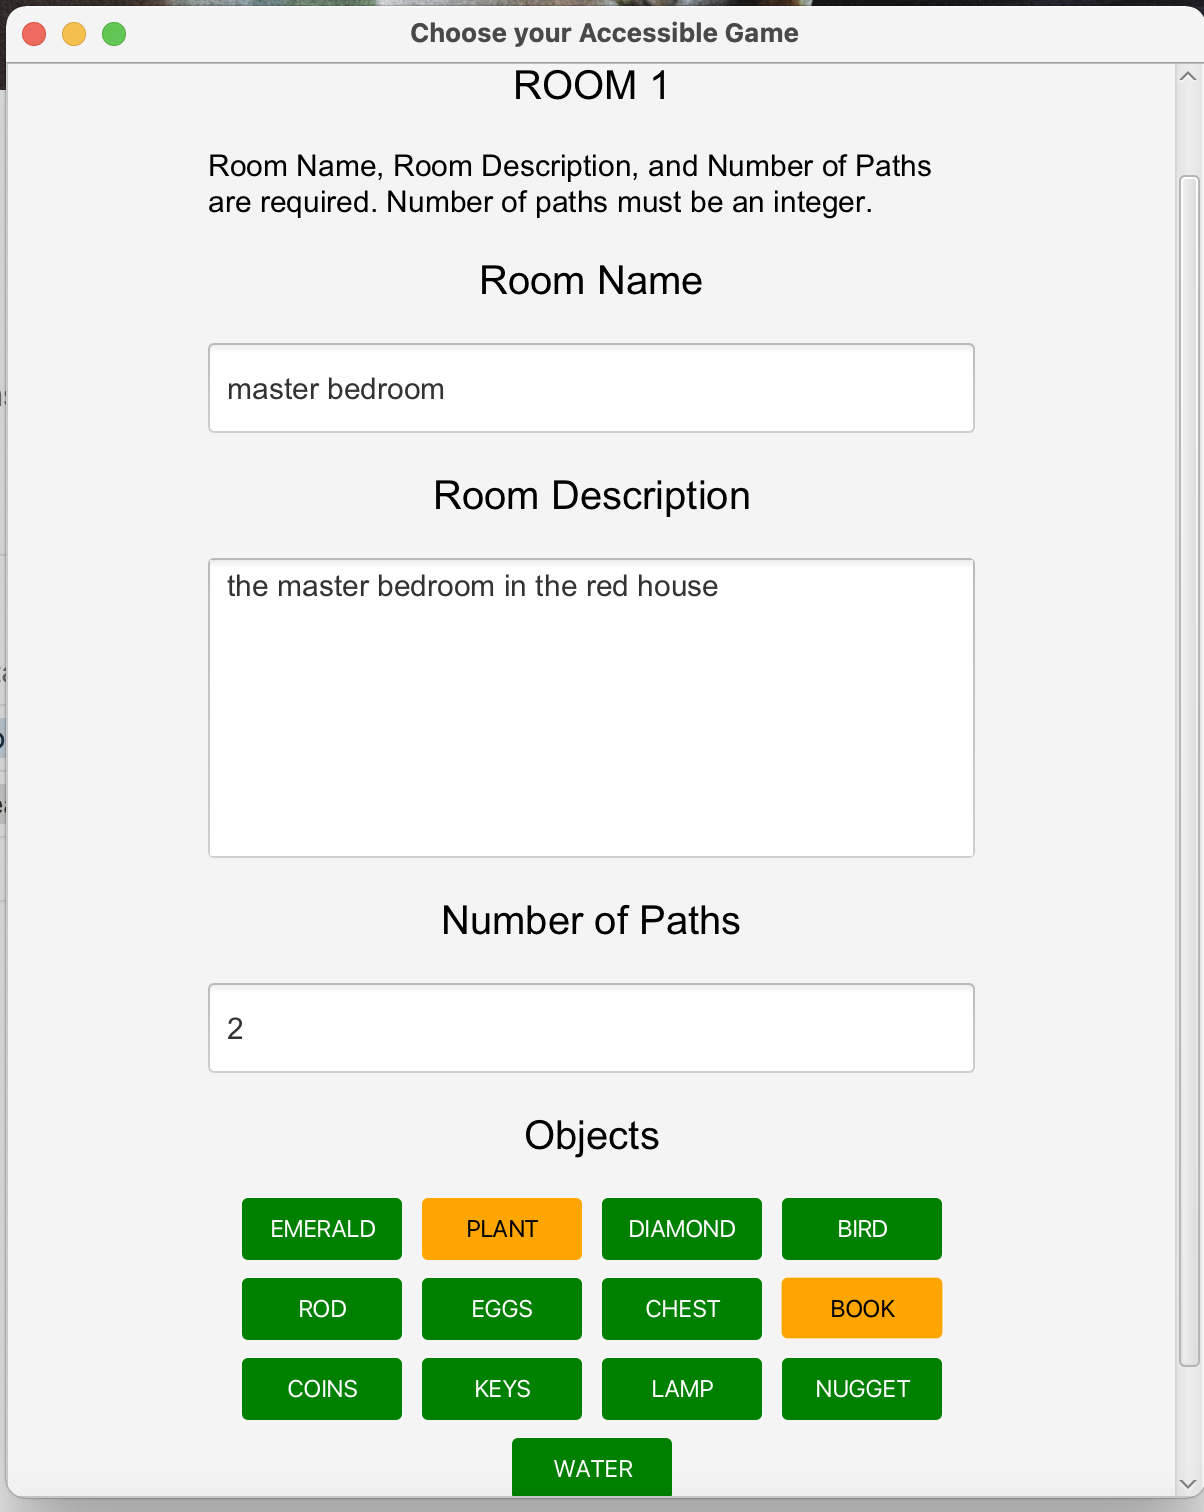 Choose your Accessible Game
ROOM 1
Room Name, Room Description, and Number of Paths
are required. Number of paths must be an integer.
Room Name
master bedroom
Room Description
the master bedroom in the red house
Number of Paths
2
Objects
EMERALD PLANT DIAMOND BIRD
ROD EGGS CHEST BOOK
COINS KEYS LAMP NUGGET
WATER